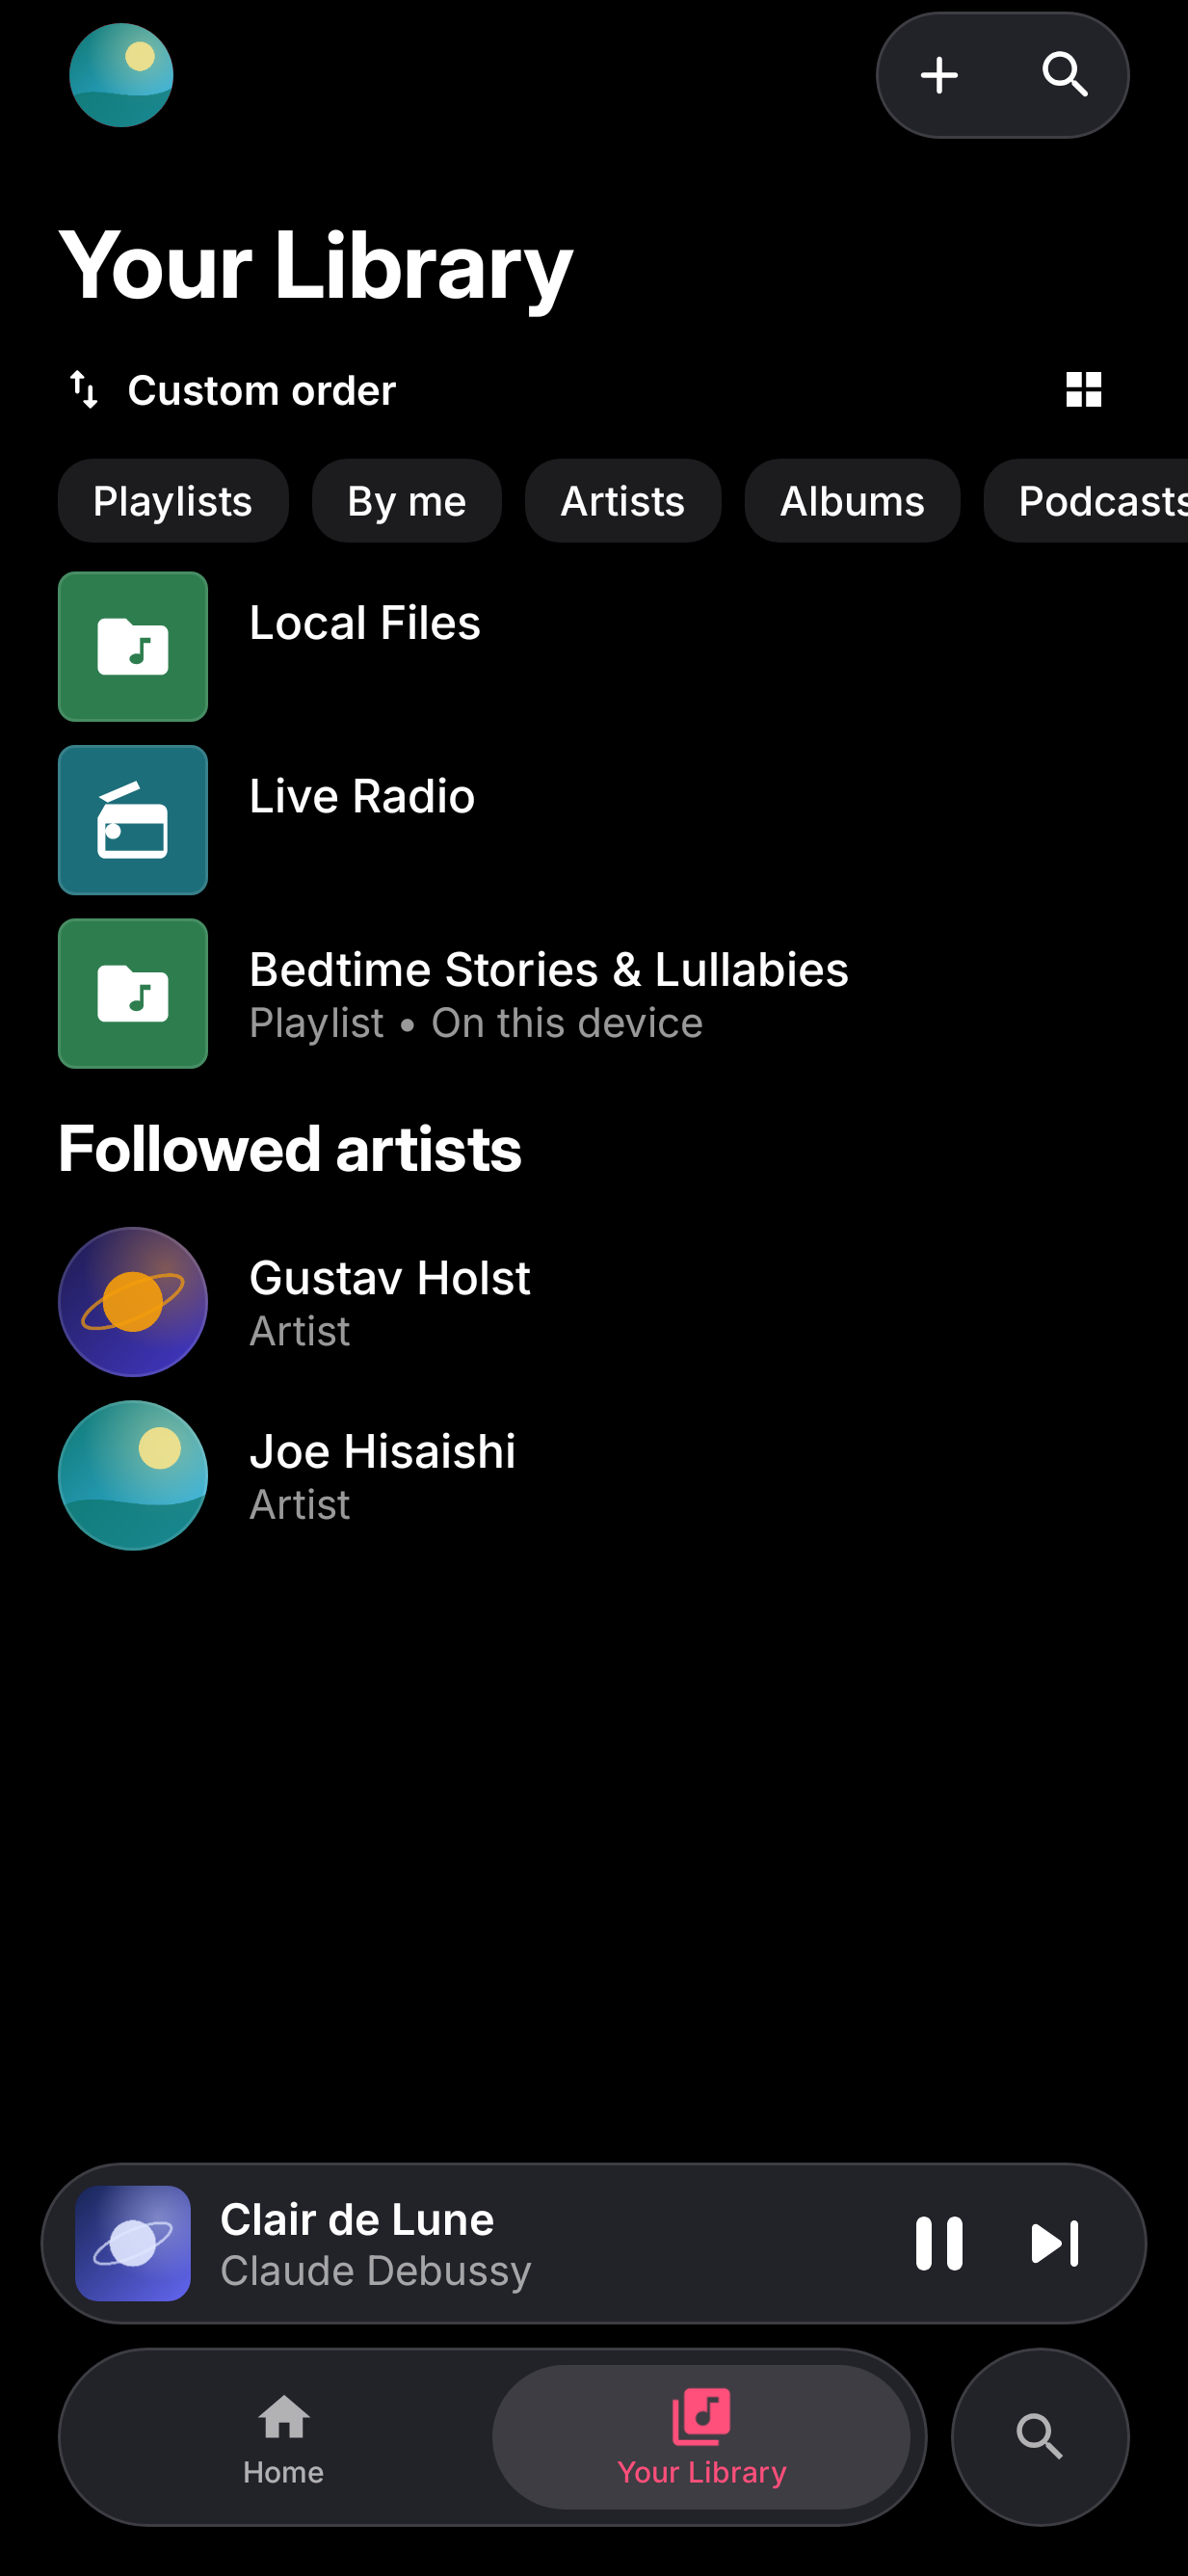 Your Library
Custom order
Playlists
By me
Artists
Albums
Podcasts
Local Files
Live Radio
Bedtime Stories & Lullabies
Playlist • On this device
Followed artists
Gustav Holst
Artist
Joe Hisaishi
Artist
Clair de Lune
Claude Debussy
Home
Your Library